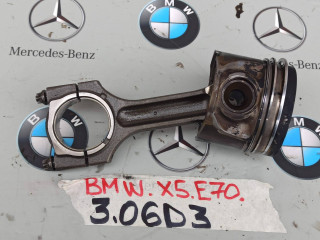 Mercedes-Benz
BMW
BMW
Mercedes-Benz
BMW
BMW. X5.E70.
3.06D3